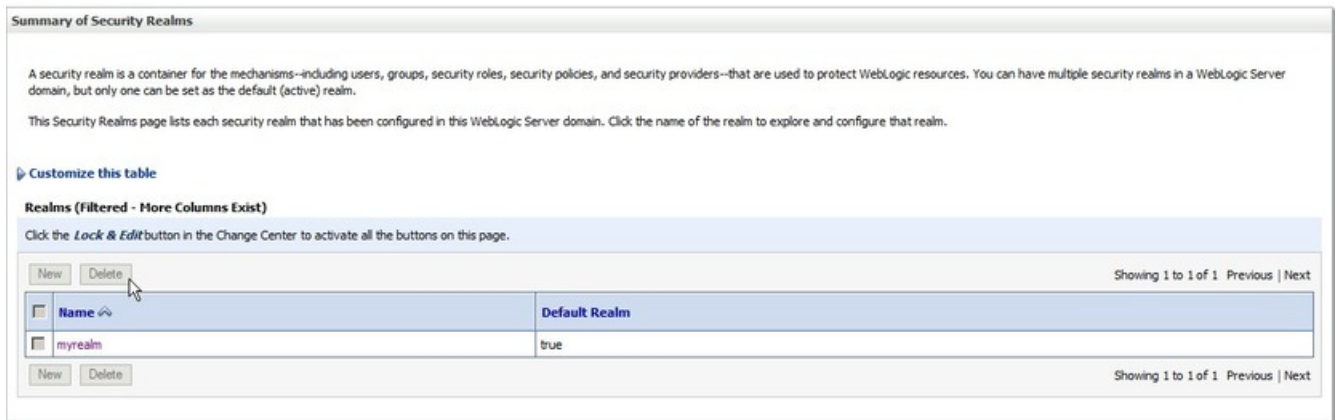 Summary of Security Realms
A security realm is a container for the mechanisms--including users, groups, security roles, security policies, and security providers--that are used to protect WebLogic resources. You can have multiple security realms in a WebLogic Server
domain, but only one can be set as the default (active) realm.
This Security Realms page lists each security realm that has been configured in this WebLogic Server domain. Click the name of the realm to explore and configure that realm.
Customize this table
Realms (Filtered - More Columns Exist)
Click the Lock & Edit button in the Change Center to activate all the buttons on this page.
New Delete Showing 1 to 1 of 1 Previous | Next
Name Default Realm
myrealm true
New Delete Showing 1 to 1 of 1 Previous | Next